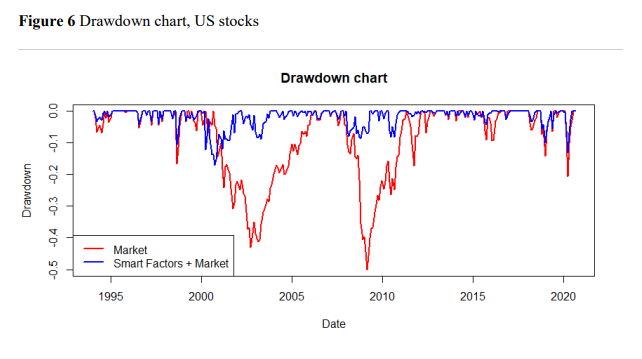 Figure 6 Drawdown chart, US stocks
Drawdown chart
Drawdown
0.0
-0.1
-0.2
-0.3
-0.4
-0.5
Market
Smart Factors + Market
1995
2000
2005
2010
2015
2020
Date